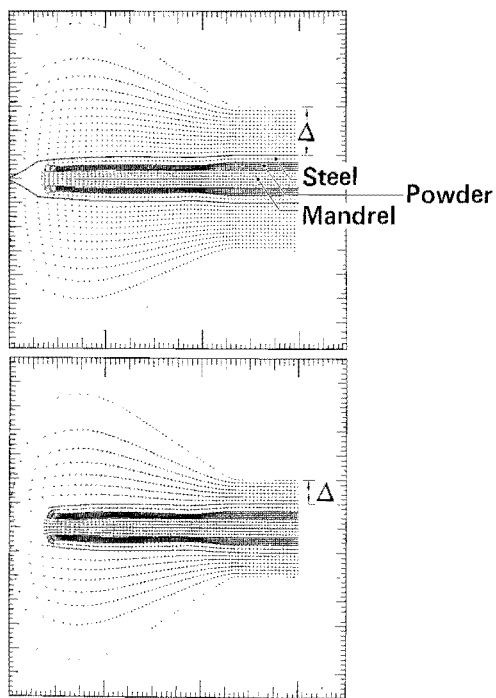 Δ
Steel
Powder
Mandrel
Δ